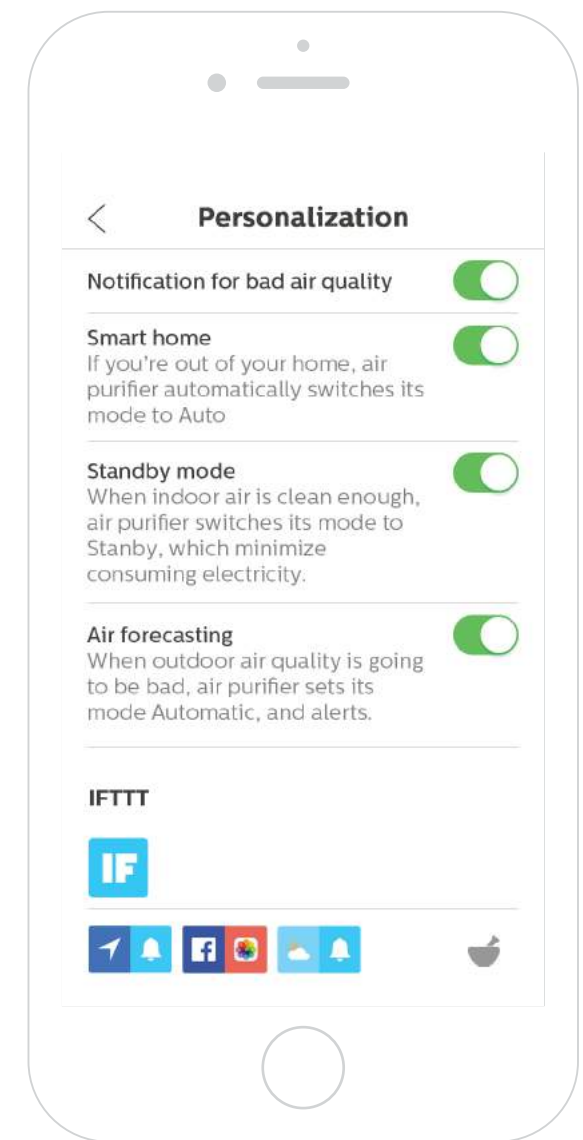 Personalization
Notification for bad air quality
Smart home
If you're out of your home, air
purifier automatically switches its
mode to Auto
Standby mode
When indoor air is clean enough,
air purifier switches its mode to
Stanby, which minimize
consuming electricity.
Air forecasting
When outdoor air quality is going
to be bad, air purifier sets its
mode Automatic, and alerts.
IFTTT
IF
f